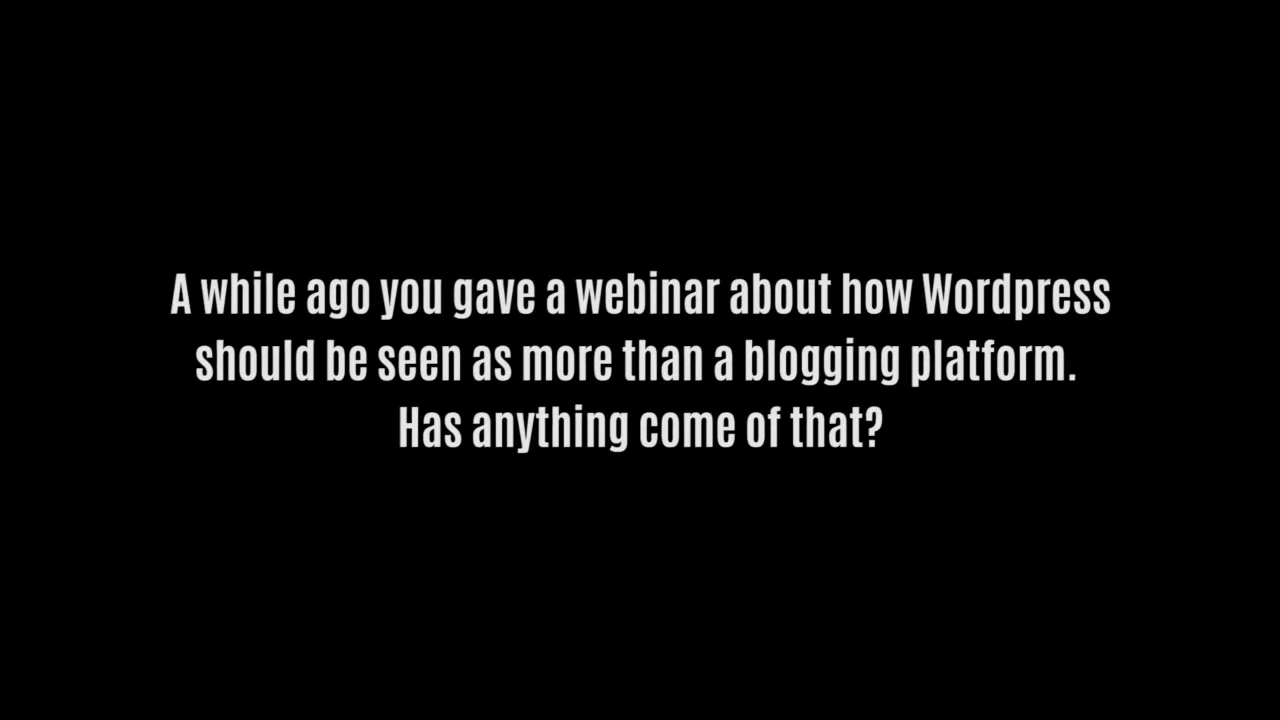 A while ago you gave a webinar about how Wordpress
should be seen as more than a blogging platform.
Has anything come of that?